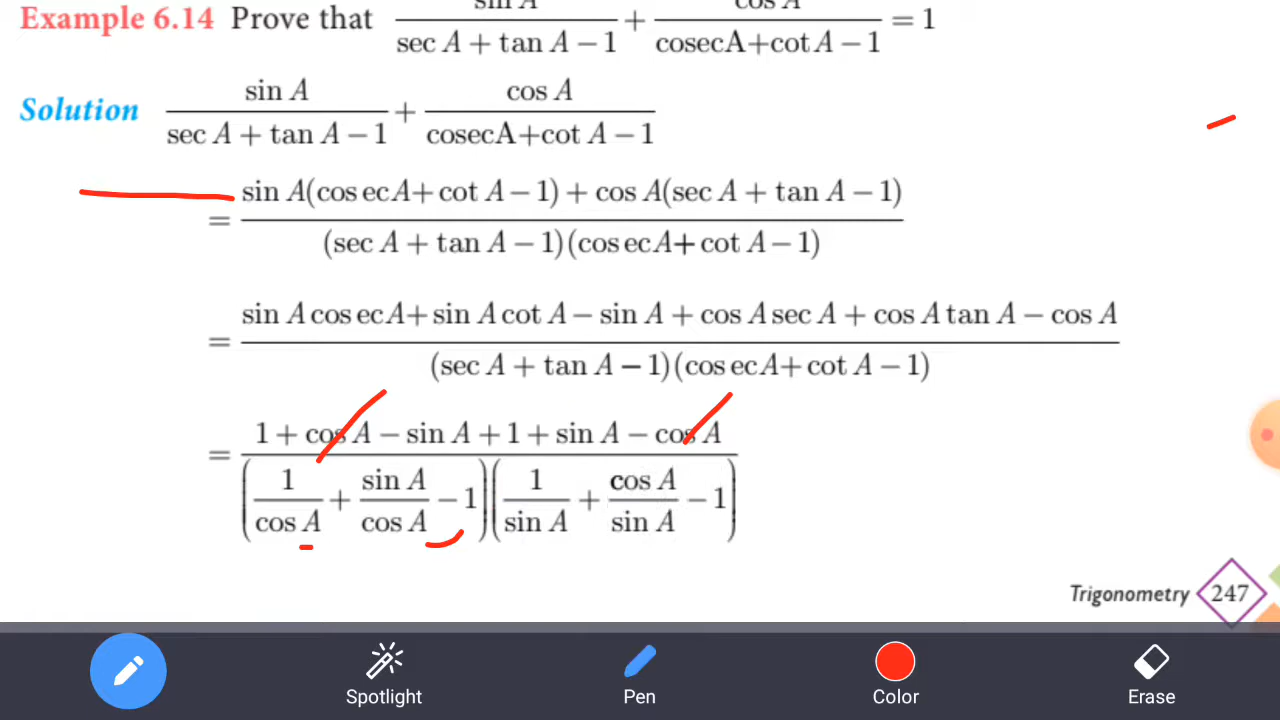 Example 6.14 Prove that sin A / (sec A + tan A − 1) + cos A / (cosecA+cot A − 1) = 1
Solution sin A / (sec A + tan A − 1) + cos A / (cosecA+cot A − 1)
= (sin A(cos ecA+ cot A − 1) + cos A(sec A + tan A − 1)) / ((sec A + tan A − 1)(cos ecA+ cot A − 1))
= (sin A cos ecA+ sin A cot A − sin A + cos A sec A + cos A tan A − cos A) / ((sec A + tan A − 1)(cos ecA+ cot A − 1))
= (1 + cos A − sin A + 1 + sin A − cos A) / ((1/cos A + sin A/cos A − 1)(1/sin A + cos A/sin A − 1))
Trigonometry 247
Spotlight Pen Color Erase